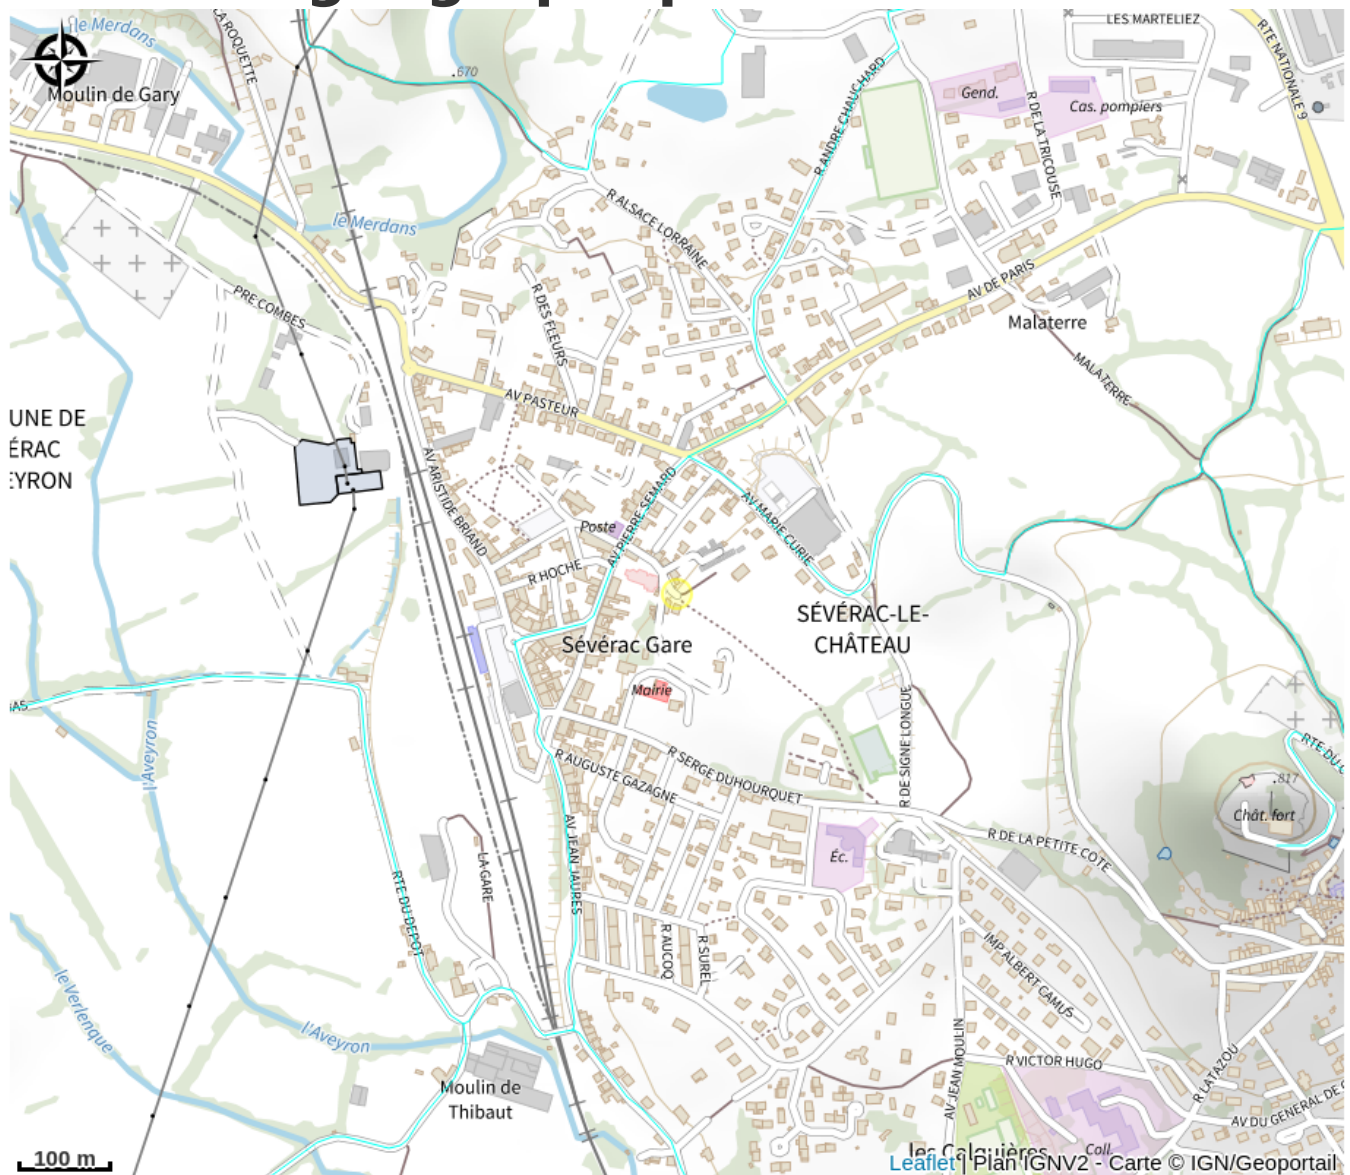 le Merdans
LA ROQUETTE
LES MARTELIEZ
RTE NATIONALE 9
.670
Moulin de Gary
Gend.
Cas. pompiers
R ANDRE CHAUCHARD
R DE LA TRICOUSE
R ALSACE LORRAINE
le Merdans
AV DE PARIS
PRE COMBES
R DES FLEURS
Malaterre
MALATERRE
AV PASTEUR
UNE DE
ÉRAC
EYRON
AV ARISTIDE BRIAND
AV PIERRE SEMARD
AV MARIE CURIE
Poste
R HOCHE
SÉVÉRAC-LE-
CHÂTEAU
Sévérac Gare
Mairie
R DE SIGNE LONGUE
l'Aveyron
R SERGE DUHOURQUET
R AUGUSTE GAZAGNE
.817
Chât. fort
R DE LA PETITE COTE
AV JEAN JAURES
Éc.
LA GARE
RTE DU DEPOT
R AUCOQ
R SUREL
IMP ALBERT CAMUS
le Verlenque
l'Aveyron
AV JEAN MOULIN
R VICTOR HUGO
R LATAZOU
Moulin de
Thibaut
AV DU GENERAL DE
Coll.
100 m
Leaflet | Plan IGNV2 - Carte © IGN/Geoportail